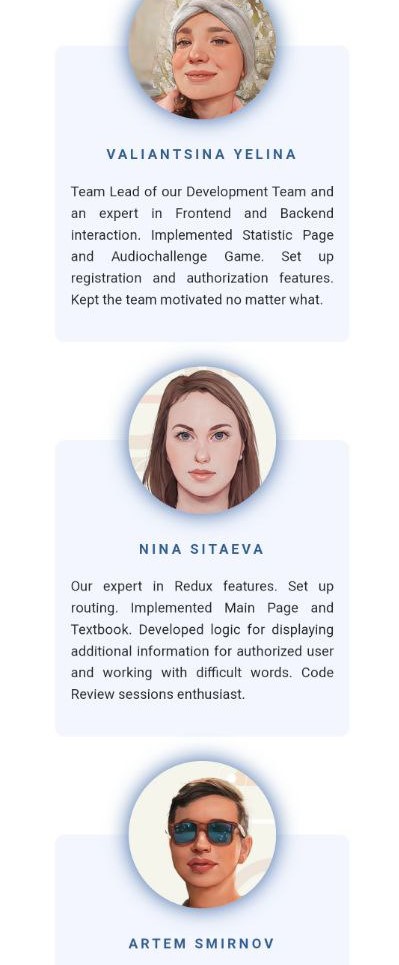 VALIANTSINA YELINA
Team Lead of our Development Team and
an expert in Frontend and Backend
interaction. Implemented Statistic Page
and Audiochallenge Game. Set up
registration and authorization features.
Kept the team motivated no matter what.
NINA SITAEVA
Our expert in Redux features. Set up
routing. Implemented Main Page and
Textbook. Developed logic for displaying
additional information for authorized user
and working with difficult words. Code
Review sessions enthusiast.
ARTEM SMIRNOV